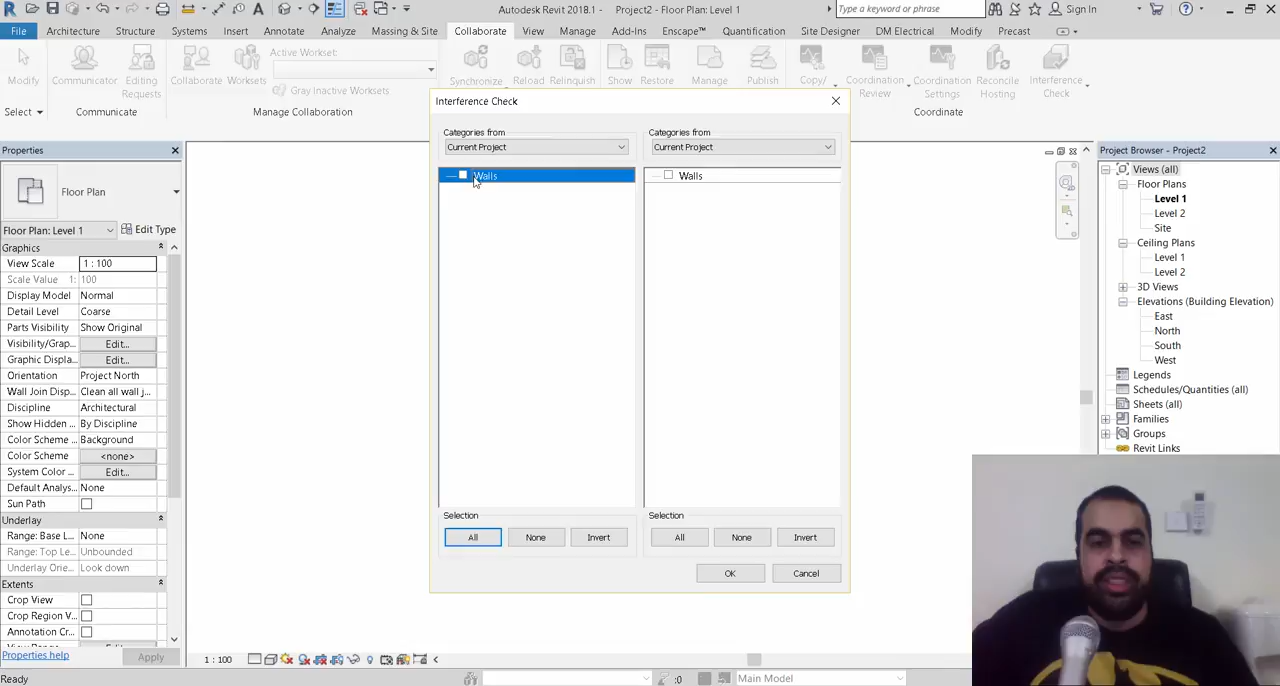 Autodesk Revit 2018.1 - Project2 - Floor Plan: Level 1
Type a keyword or phrase
Sign In
File Architecture Structure Systems Insert Annotate Analyze Massing & Site Collaborate View Manage Add-Ins Enscape™ Quantification Site Designer DM Electrical Modify Precast
Modify
Communicator
Editing Requests
Collaborate
Worksets
Active Workset:
Gray Inactive Worksets
Synchronize
Reload
Relinquish
Show
Restore
Manage
Publish
Copy/
Coordination Review
Coordination Settings
Reconcile Hosting
Interference Check
Select
Communicate
Manage Collaboration
Coordinate
Properties
Floor Plan
Floor Plan: Level 1
Edit Type
Graphics
View Scale 1 : 100
Scale Value 1: 100
Display Model Normal
Detail Level Coarse
Parts Visibility Show Original
Visibility/Grap... Edit...
Graphic Displa... Edit...
Orientation Project North
Wall Join Disp... Clean all wall j...
Discipline Architectural
Show Hidden ... By Discipline
Color Scheme ... Background
Color Scheme <none>
System Color ... Edit...
Default Analys... None
Sun Path
Underlay
Range: Base L... None
Range: Top Le... Unbounded
Underlay Orie... Look down
Extents
Crop View
Crop Region V...
Annotation Cr...
Properties help
Apply
Interference Check
Categories from
Current Project
Walls
Selection
All None Invert
Categories from
Current Project
Walls
Selection
All None Invert
OK Cancel
Project Browser - Project2
Views (all)
Floor Plans
Level 1
Level 2
Site
Ceiling Plans
Level 1
Level 2
3D Views
Elevations (Building Elevation)
East
North
South
West
Legends
Schedules/Quantities (all)
Sheets (all)
Families
Groups
Revit Links
1 : 100
Ready
:0
Main Model